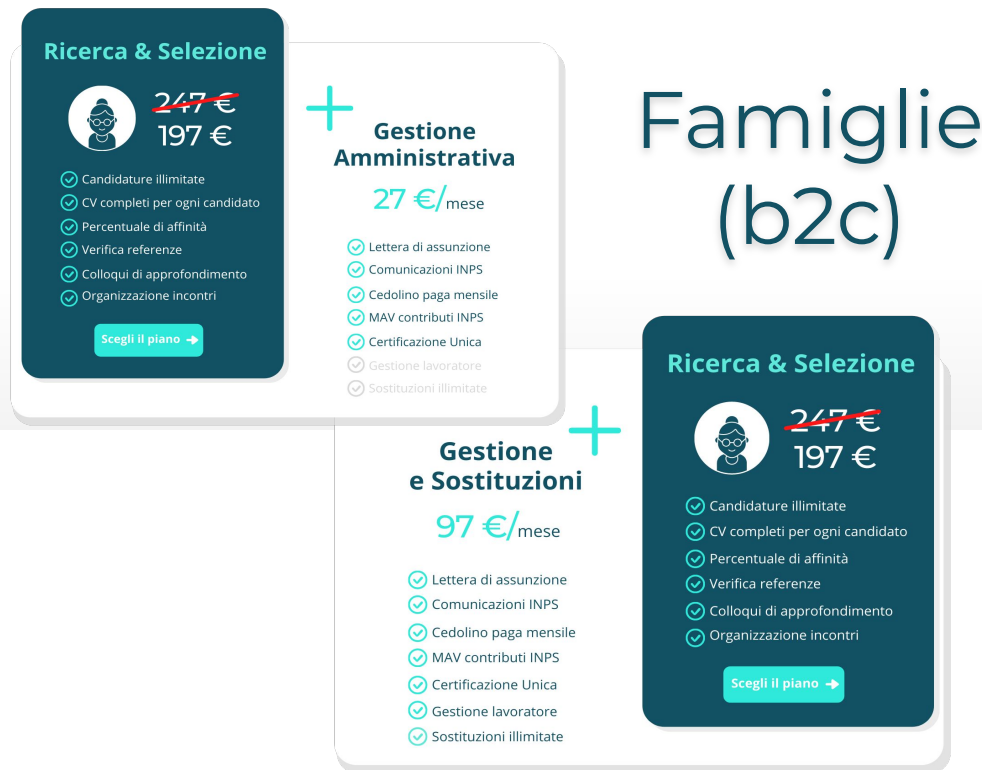 Ricerca & Selezione
247 €
197 €
Candidature illimitate
CV completi per ogni candidato
Percentuale di affinità
Verifica referenze
Colloqui di approfondimento
Organizzazione incontri
Scegli il piano
Gestione
Amministrativa
27 €/mese
Lettera di assunzione
Comunicazioni INPS
Cedolino paga mensile
MAV contributi INPS
Certificazione Unica
Gestione lavoratore
Sostituzioni illimitate
Famiglie
(b2c)
Gestione
e Sostituzioni
97 €/mese
Lettera di assunzione
Comunicazioni INPS
Cedolino paga mensile
MAV contributi INPS
Certificazione Unica
Gestione lavoratore
Sostituzioni illimitate
Ricerca & Selezione
247 €
197 €
Candidature illimitate
CV completi per ogni candidato
Percentuale di affinità
Verifica referenze
Colloqui di approfondimento
Organizzazione incontri
Scegli il piano